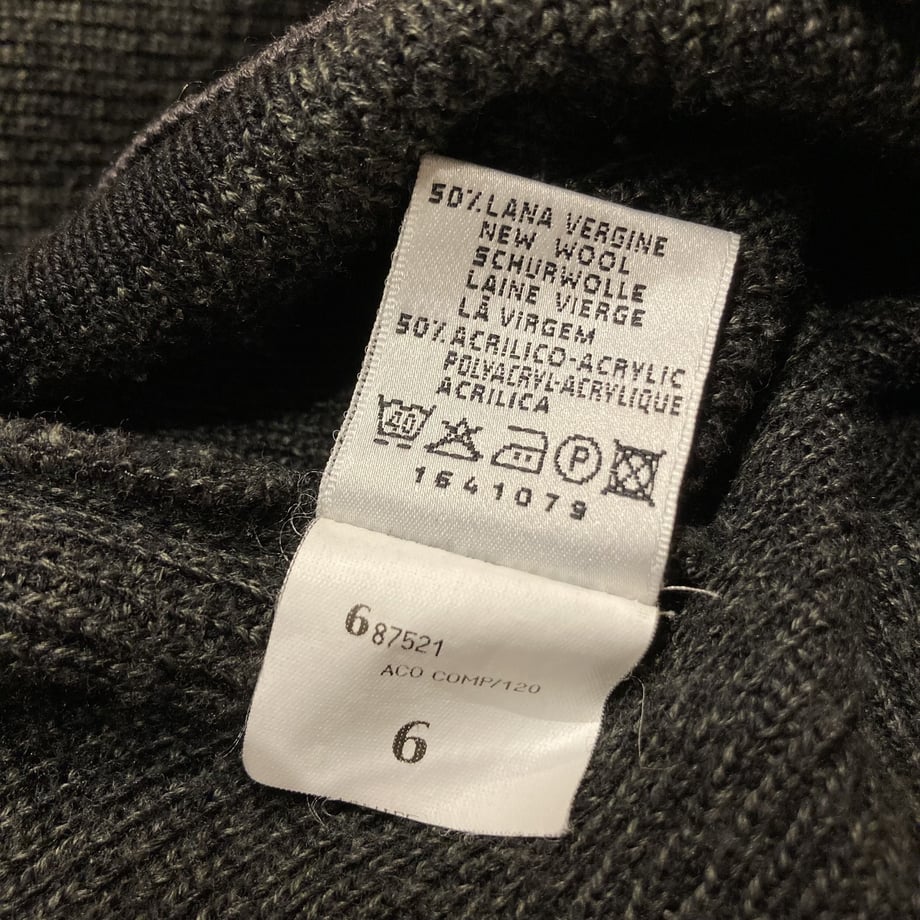 50% LANA VERGINE
NEW WOOL
SCHURWOLLE
LAINE VIERGE
LÃ VIRGEM
50% ACRILICO-ACRYLIC
POLYACRYL-ACRYLIQUE
ACRILICA
P
1641079
687521
ACO COMP/120
6